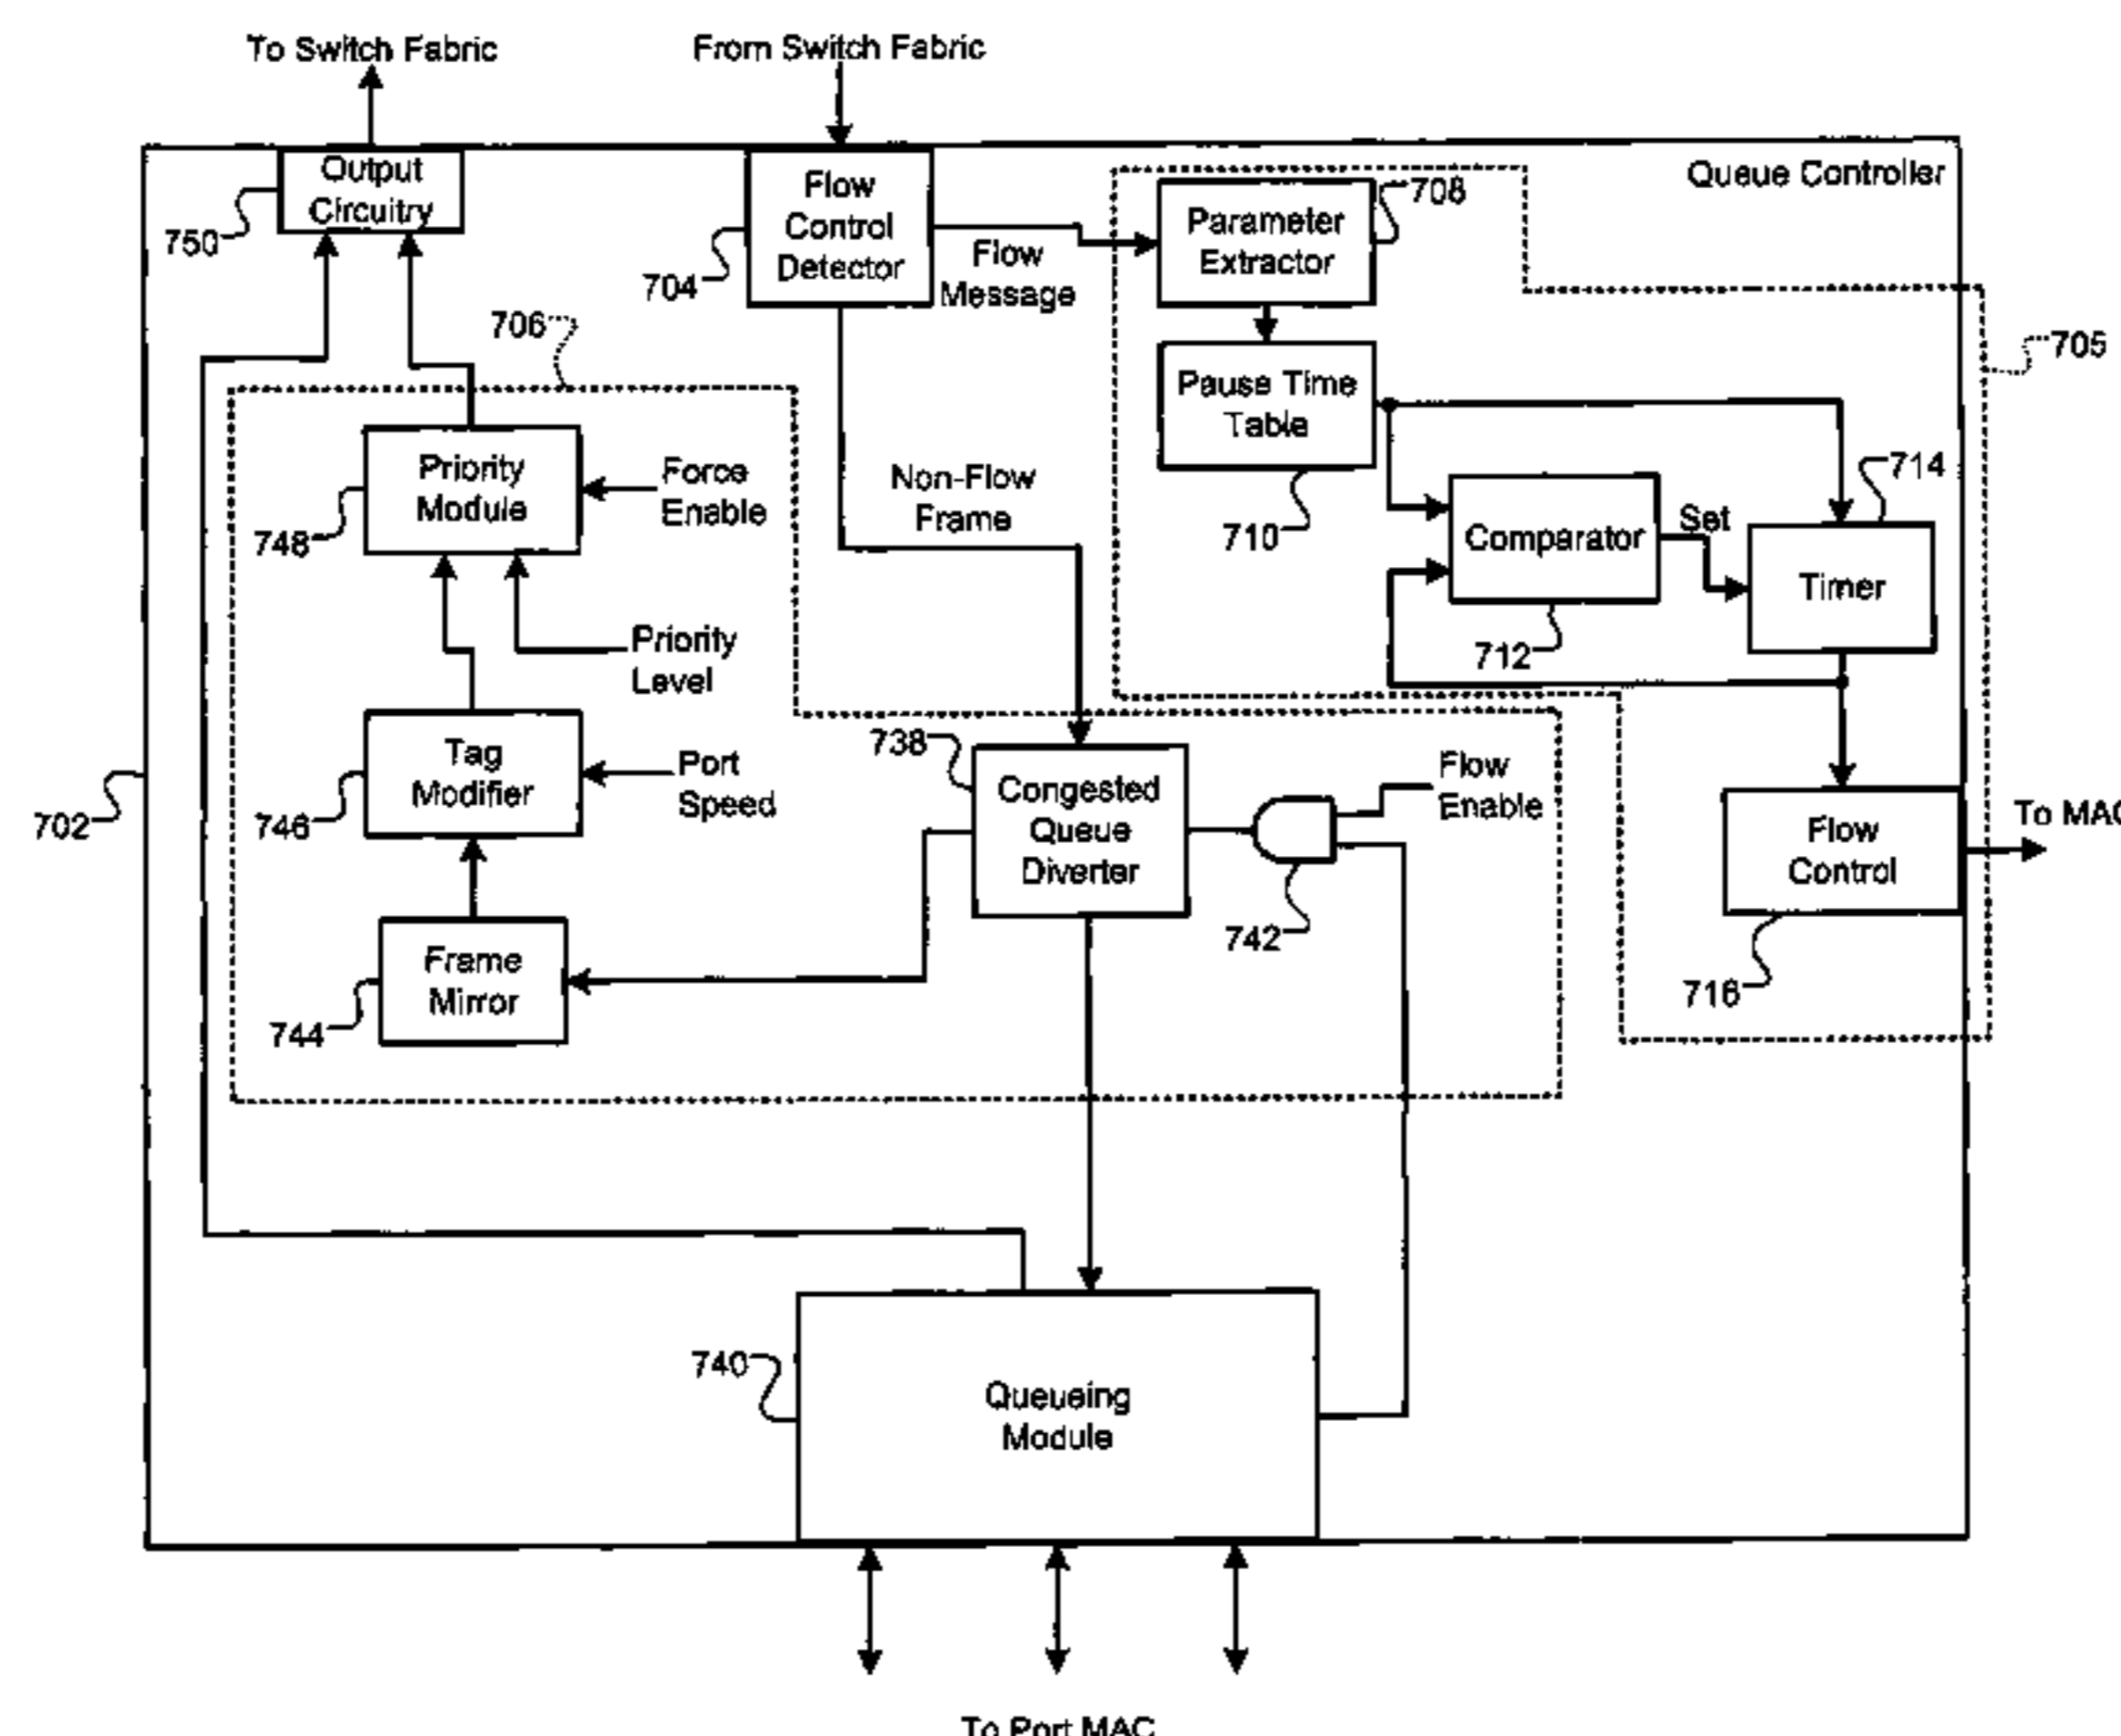 To Switch Fabric
From Switch Fabric
Queue Controller
Output
Circuitry
750
Flow
Control
Detector
704
Flow
Message
Parameter
Extractor
708
706
705
Pause Time
Table
710
Priority
Module
748
Force
Enable
Non-Flow
Frame
Comparator
712
Set
714
Timer
Priority
Level
Tag
Modifier
746
Port
Speed
702
738
Congested
Queue
Diverter
Flow
Enable
742
Flow
Control
716
To MAC
Frame
Mirror
744
740
Queueing
Module
To Port MAC